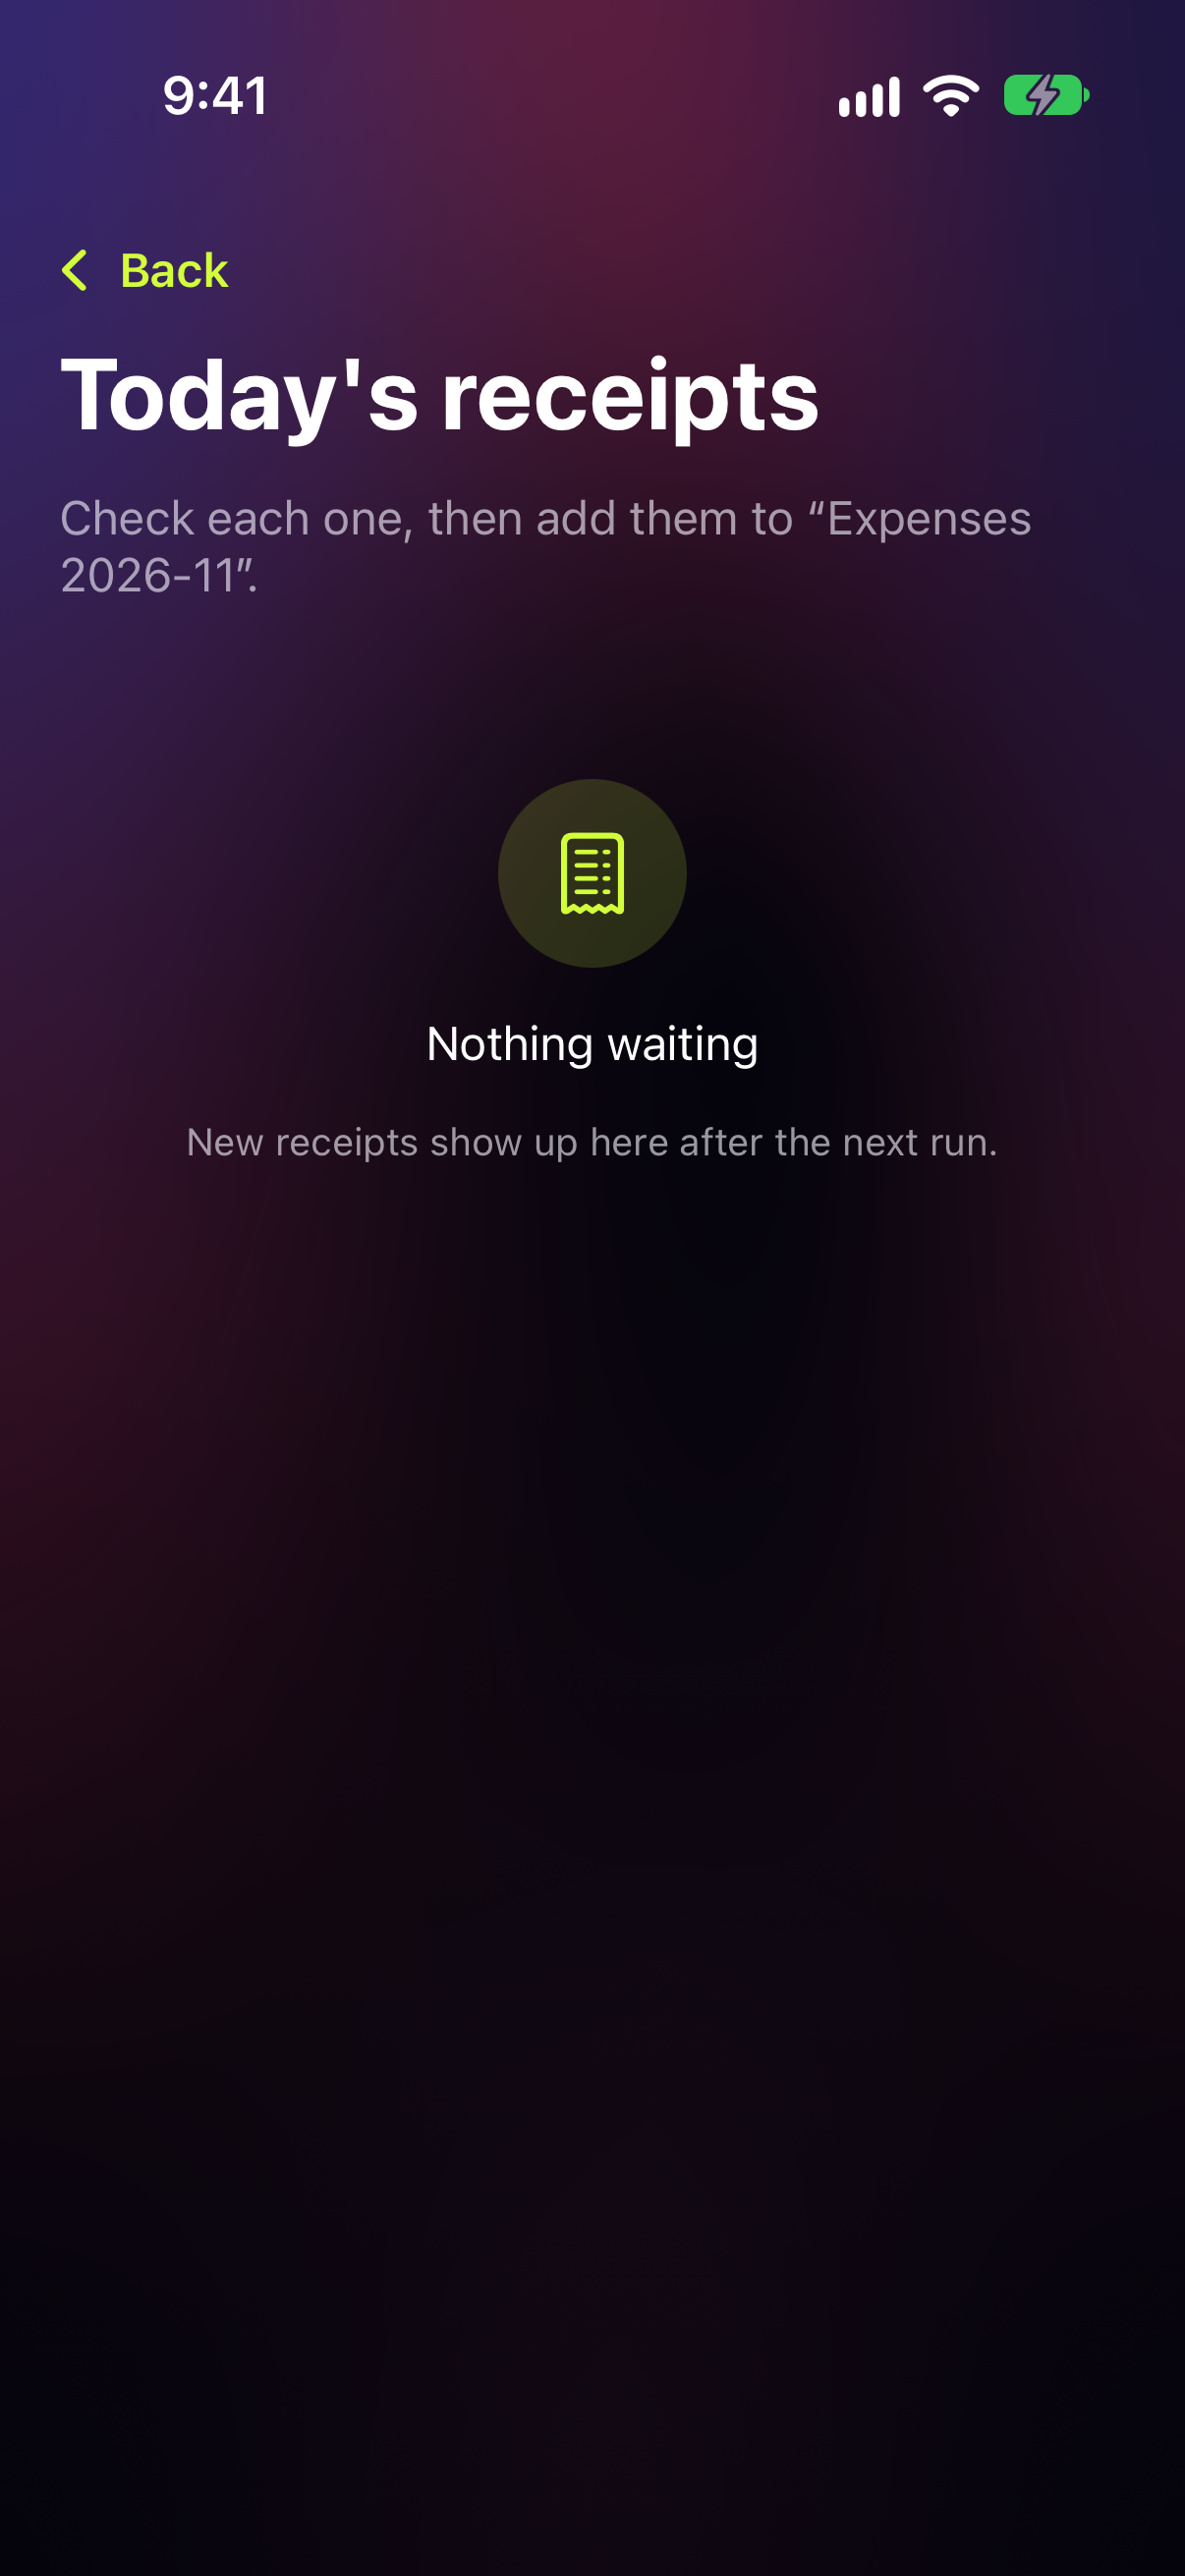 9:41
Back
Today's receipts
Check each one, then add them to “Expenses
2026-11”.
Nothing waiting
New receipts show up here after the next run.